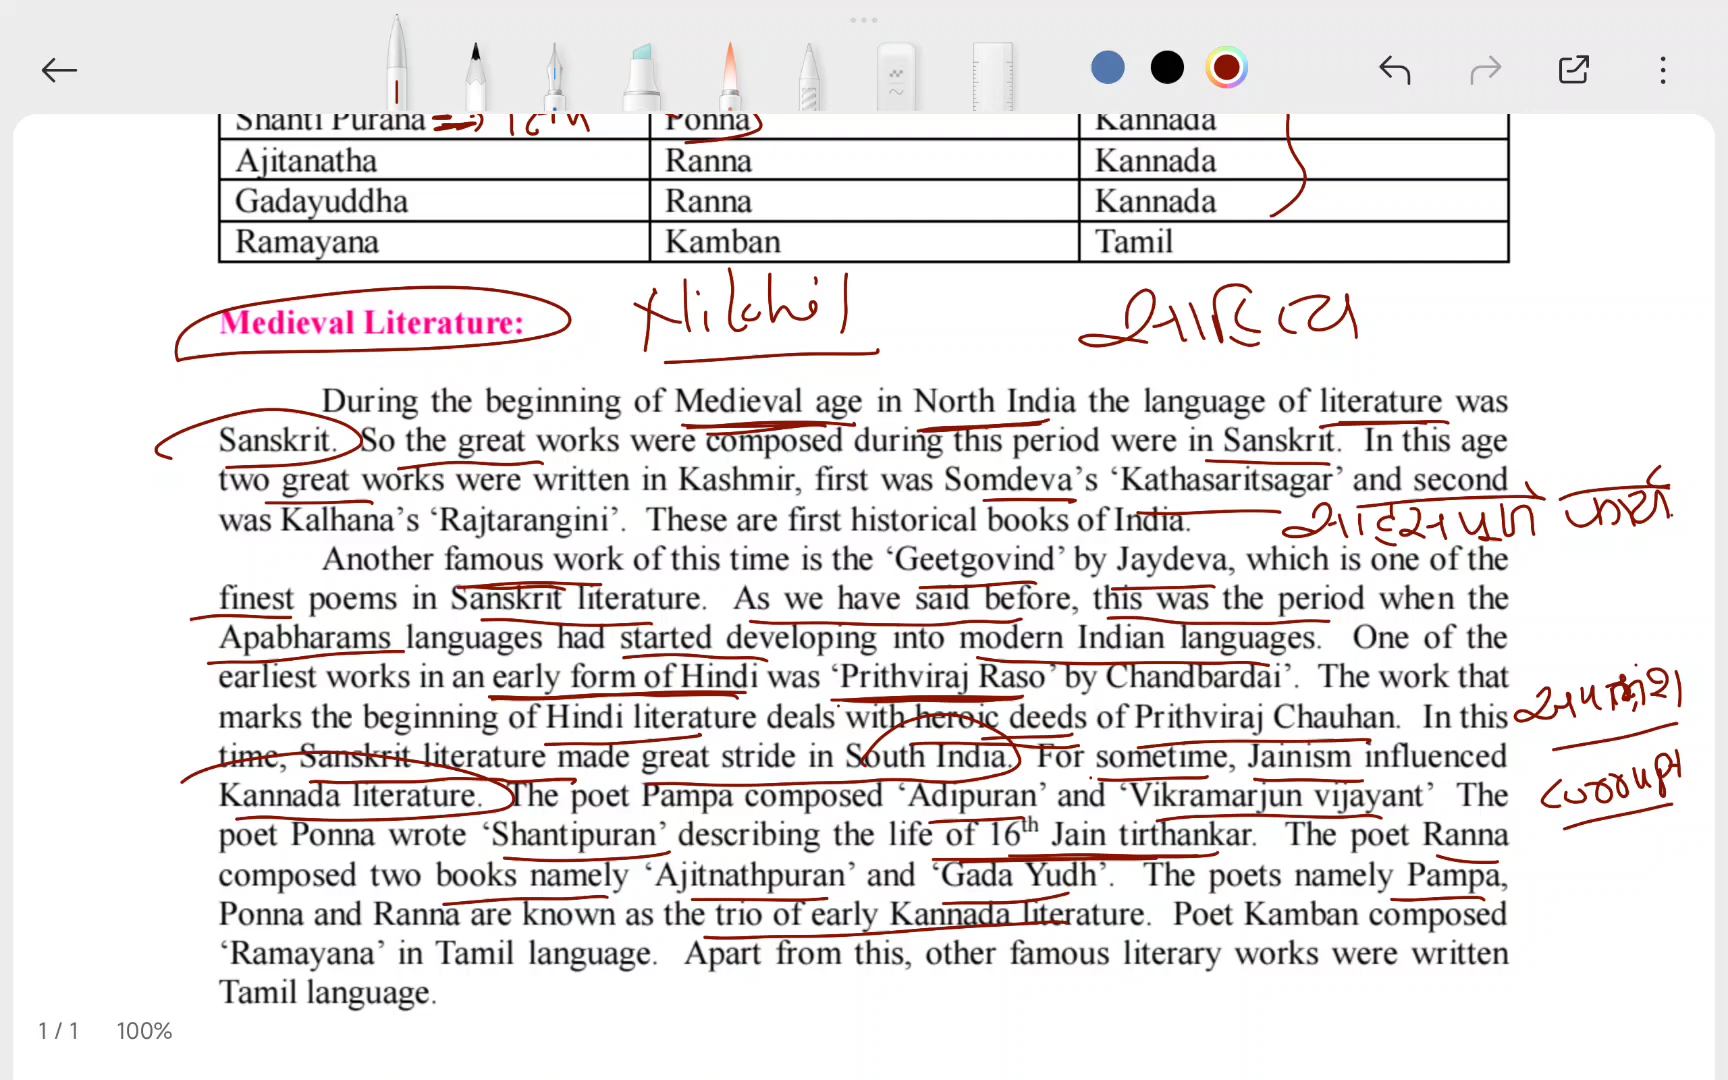 Shanti Purana Ponna Kannada
Ajitanatha Ranna Kannada
Gadayuddha Ranna Kannada
Ramayana Kamban Tamil
Medieval Literature: Nikhil સાહિત્ય
During the beginning of Medieval age in North India the language of literature was
Sanskrit. So the great works were composed during this period were in Sanskrit. In this age
two great works were written in Kashmir, first was Somdeva’s ‘Kathasaritsagar’ and second
was Kalhana’s ‘Rajtarangini’. These are first historical books of India.
સાહસપૂર્ણ કાર્યો
Another famous work of this time is the ‘Geetgovind’ by Jaydeva, which is one of the
finest poems in Sanskrit literature. As we have said before, this was the period when the
Apabharams languages had started developing into modern Indian languages. One of the
earliest works in an early form of Hindi was ‘Prithviraj Raso’ by Chandbardai’. The work that
marks the beginning of Hindi literature deals with heroic deeds of Prithviraj Chauhan. In this
time, Sanskrit literature made great stride in South India. For sometime, Jainism influenced
Kannada literature. The poet Pampa composed ‘Adipuran’ and ‘Vikramarjun vijayant’ The
corrupt
poet Ponna wrote ‘Shantipuran’ describing the life of 16th Jain tirthankar. The poet Ranna
composed two books namely ‘Ajitnathpuran’ and ‘Gada Yudh’. The poets namely Pampa,
Ponna and Ranna are known as the trio of early Kannada literature. Poet Kamban composed
‘Ramayana’ in Tamil language. Apart from this, other famous literary works were written
Tamil language.
1 / 1 100%